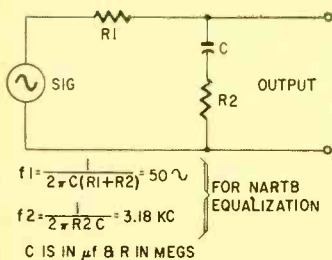 R1
C
SIG
R2
OUTPUT
f1 = 1/2πC(R1+R2) = 50 ~
f2 = 1/2πR2C = 3.18 KC
FOR NARTB
EQUALIZATION
C IS IN µf & R IN MEGS